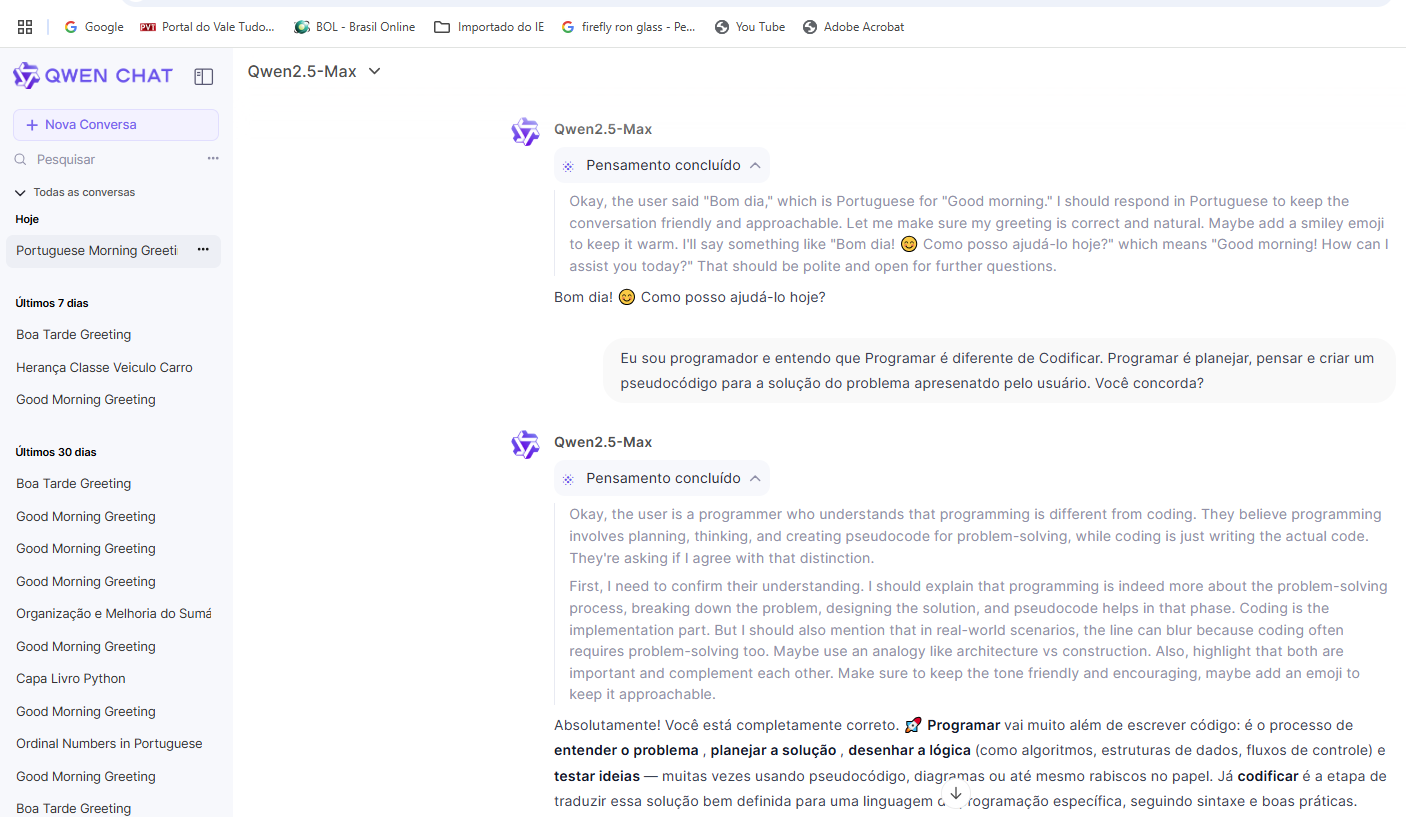 Google
Portal do Vale Tudo...
BOL - Brasil Online
Importado do IE
firefly ron glass - Pe...
You Tube
Adobe Acrobat
QWEN CHAT
Nova Conversa
Pesquisar
Todas as conversas
Hoje
Portuguese Morning Greeti
Últimos 7 dias
Boa Tarde Greeting
Herança Classe Veiculo Carro
Good Morning Greeting
Últimos 30 dias
Boa Tarde Greeting
Good Morning Greeting
Good Morning Greeting
Good Morning Greeting
Organização e Melhoria do Sumá
Good Morning Greeting
Capa Livro Python
Good Morning Greeting
Ordinal Numbers in Portuguese
Good Morning Greeting
Boa Tarde Greeting
Qwen2.5-Max
Qwen2.5-Max
Pensamento concluído
Okay, the user said "Bom dia," which is Portuguese for "Good morning." I should respond in Portuguese to keep the
conversation friendly and approachable. Let me make sure my greeting is correct and natural. Maybe add a smiley emoji
to keep it warm. I'll say something like "Bom dia! 😊 Como posso ajudá-lo hoje?" which means "Good morning! How can I
assist you today?" That should be polite and open for further questions.
Bom dia! 😊 Como posso ajudá-lo hoje?
Eu sou programador e entendo que Programar é diferente de Codificar. Programar é planejar, pensar e criar um
pseudocódigo para a solução do problema apresenatdo pelo usuário. Você concorda?
Qwen2.5-Max
Pensamento concluído
Okay, the user is a programmer who understands that programming is different from coding. They believe programming
involves planning, thinking, and creating pseudocode for problem-solving, while coding is just writing the actual code.
They're asking if I agree with that distinction.
First, I need to confirm their understanding. I should explain that programming is indeed more about the problem-solving
process, breaking down the problem, designing the solution, and pseudocode helps in that phase. Coding is the
implementation part. But I should also mention that in real-world scenarios, the line can blur because coding often
requires problem-solving too. Maybe use an analogy like architecture vs construction. Also, highlight that both are
important and complement each other. Make sure to keep the tone friendly and encouraging, maybe add an emoji to
keep it approachable.
Absolutamente! Você está completamente correto. 🚀 Programar vai muito além de escrever código: é o processo de
entender o problema , planejar a solução , desenhar a lógica (como algoritmos, estruturas de dados, fluxos de controle) e
testar ideias — muitas vezes usando pseudocódigo, diagramas ou até mesmo rabiscos no papel. Já codificar é a etapa de
traduzir essa solução bem definida para uma linguagem de programação específica, seguindo sintaxe e boas práticas.